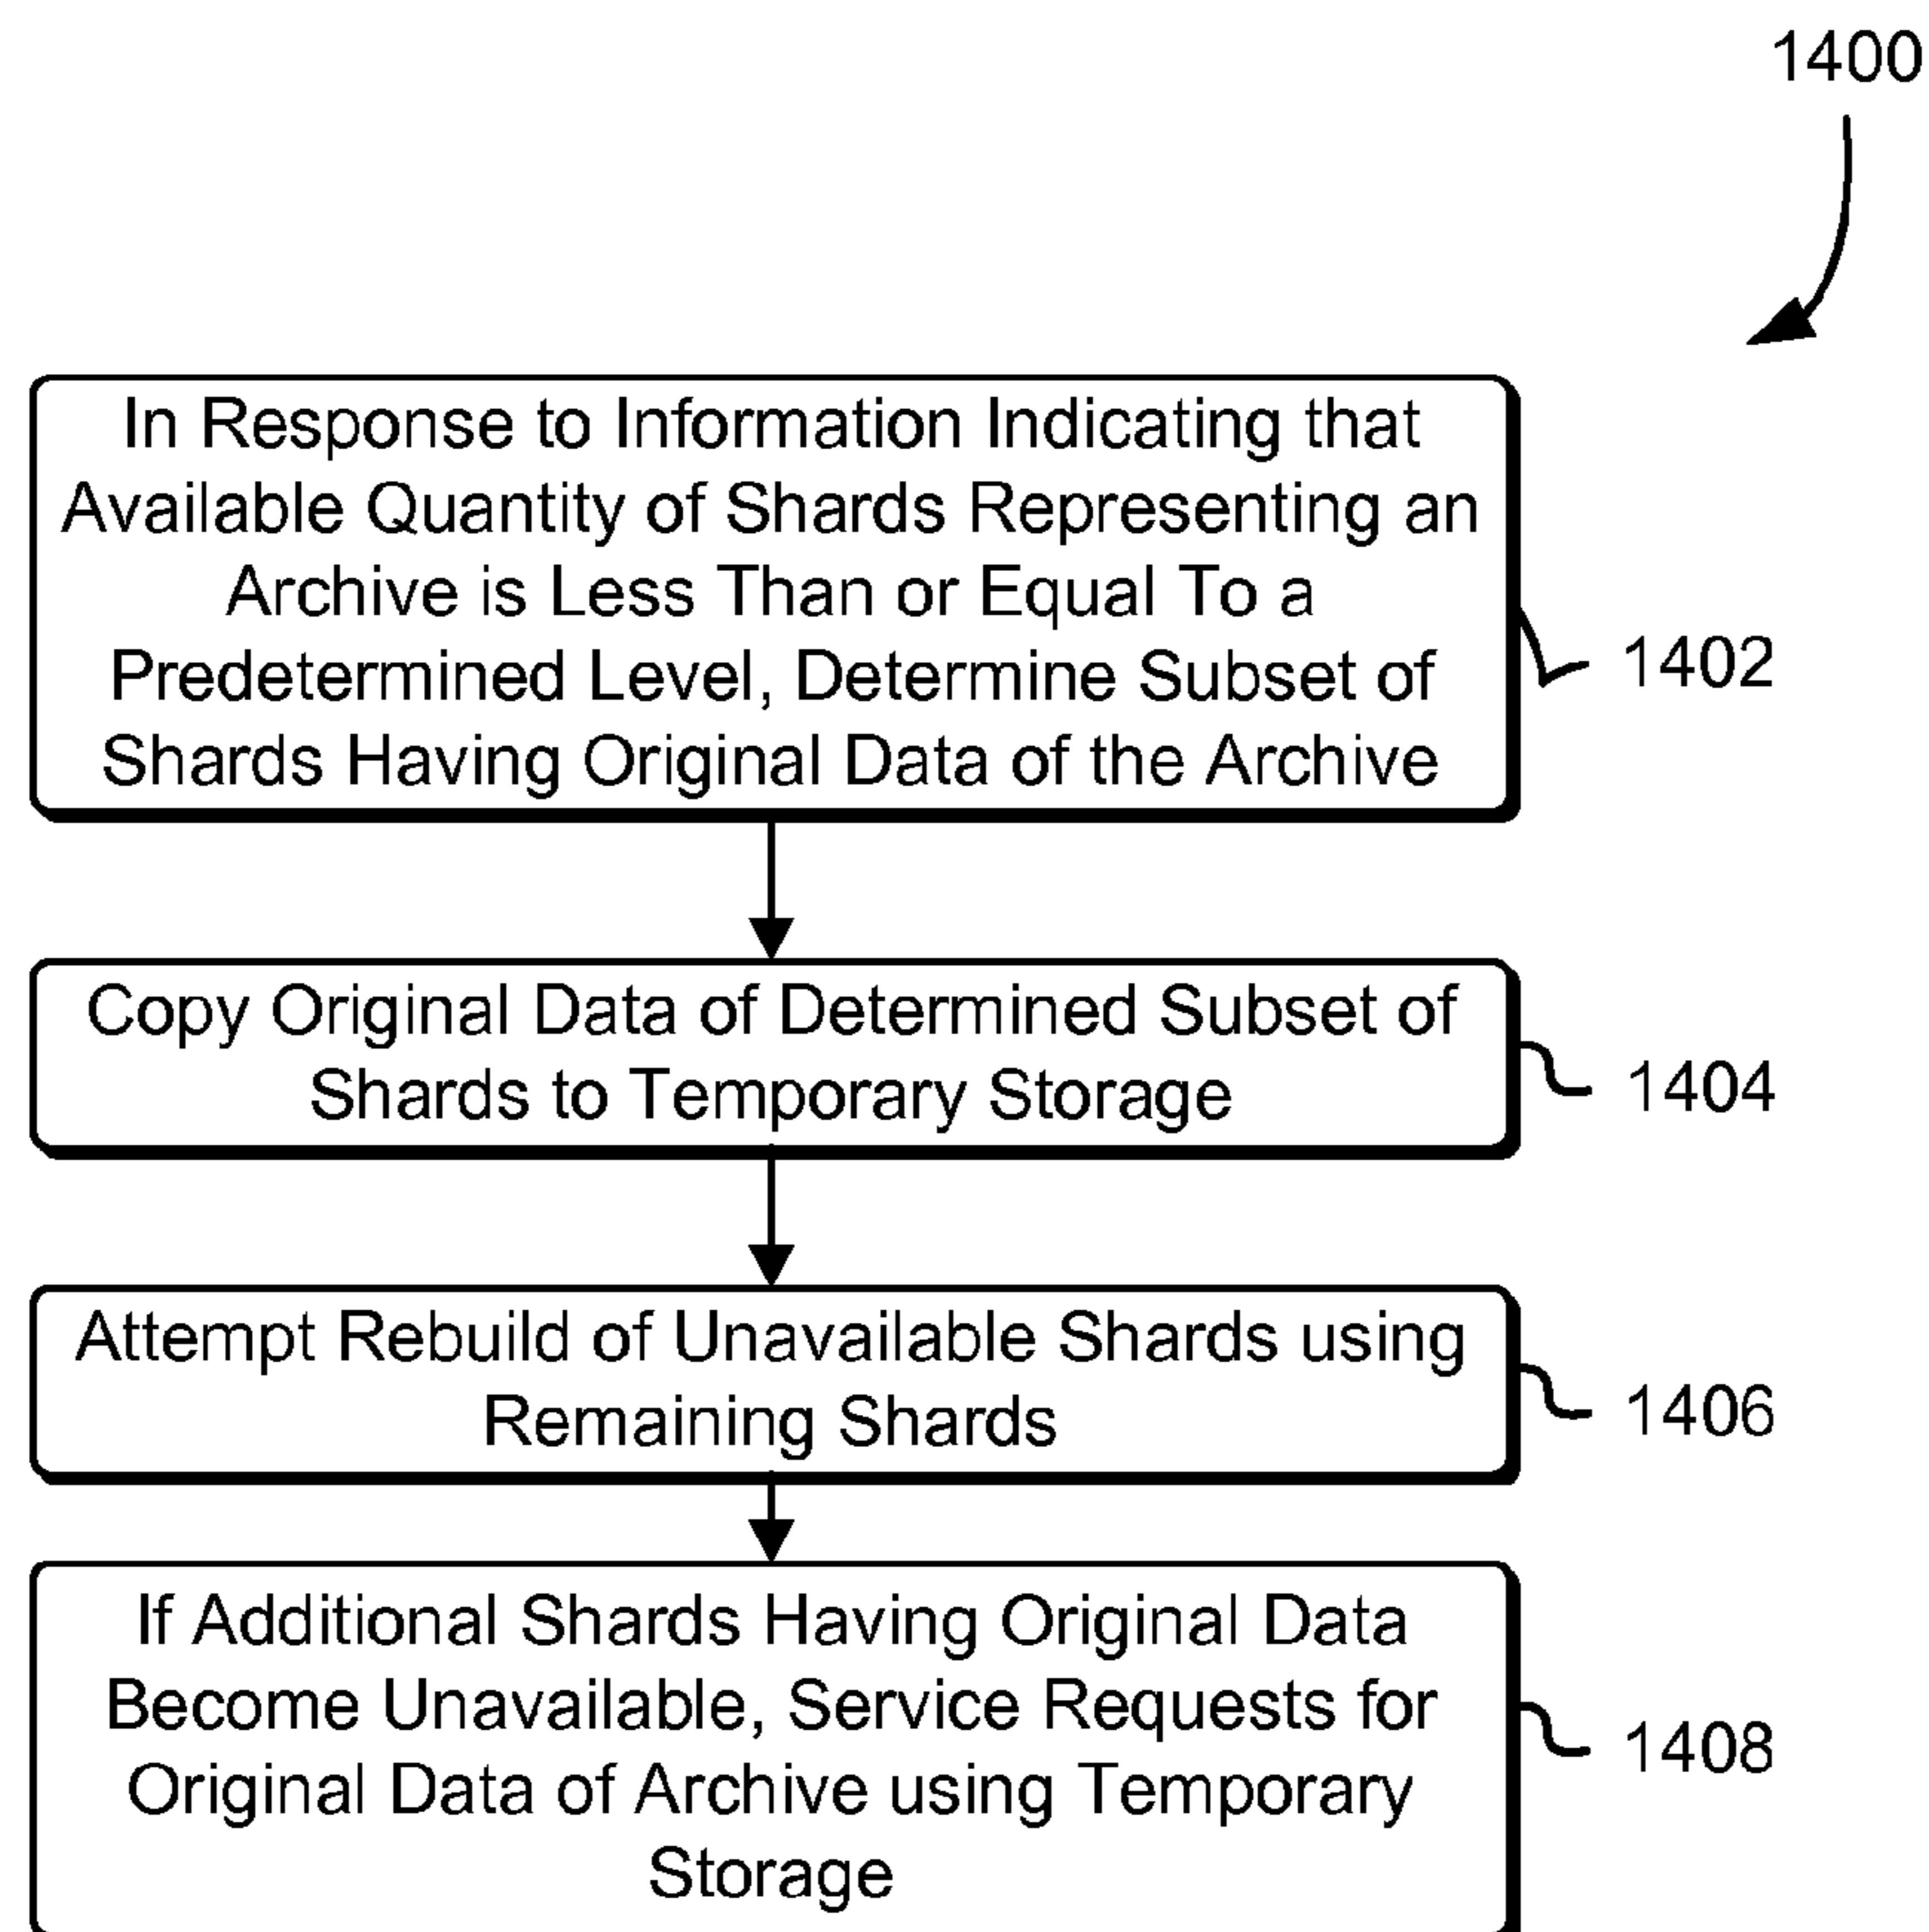 1400
In Response to Information Indicating that
Available Quantity of Shards Representing an
Archive is Less Than or Equal To a
Predetermined Level, Determine Subset of
Shards Having Original Data of the Archive
1402
Copy Original Data of Determined Subset of
Shards to Temporary Storage
1404
Attempt Rebuild of Unavailable Shards using
Remaining Shards
1406
If Additional Shards Having Original Data
Become Unavailable, Service Requests for
Original Data of Archive using Temporary
Storage
1408